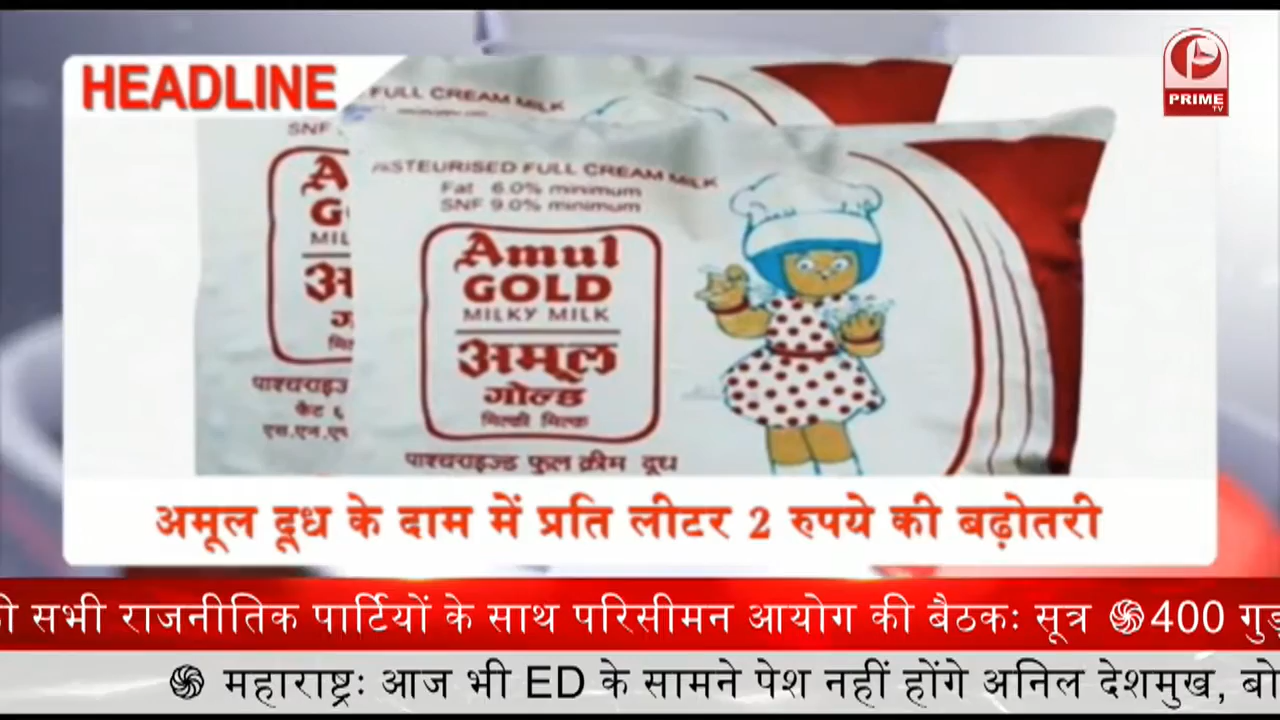 HEADLINE
PRIME
TV
FULL CREAM MILK
SNF
PASTEURISED FULL CREAM MILK
Fat 6.0% minimum
SNF 9.0% minimum
Amul
GOLD
MILKY MILK
अमूल
गोल्ड
मिल्की मिल्क
पाश्चराइज्ड फुल क्रीम दूध
अमूल दूध के दाम में प्रति लीटर 2 रुपये की बढ़ोतरी
सभी राजनीतिक पार्टियों के साथ परिसीमन आयोग की बैठकः सूत्र 400
महाराष्ट्रः आज भी ED के सामने पेश नहीं होंगे अनिल देशमुख,